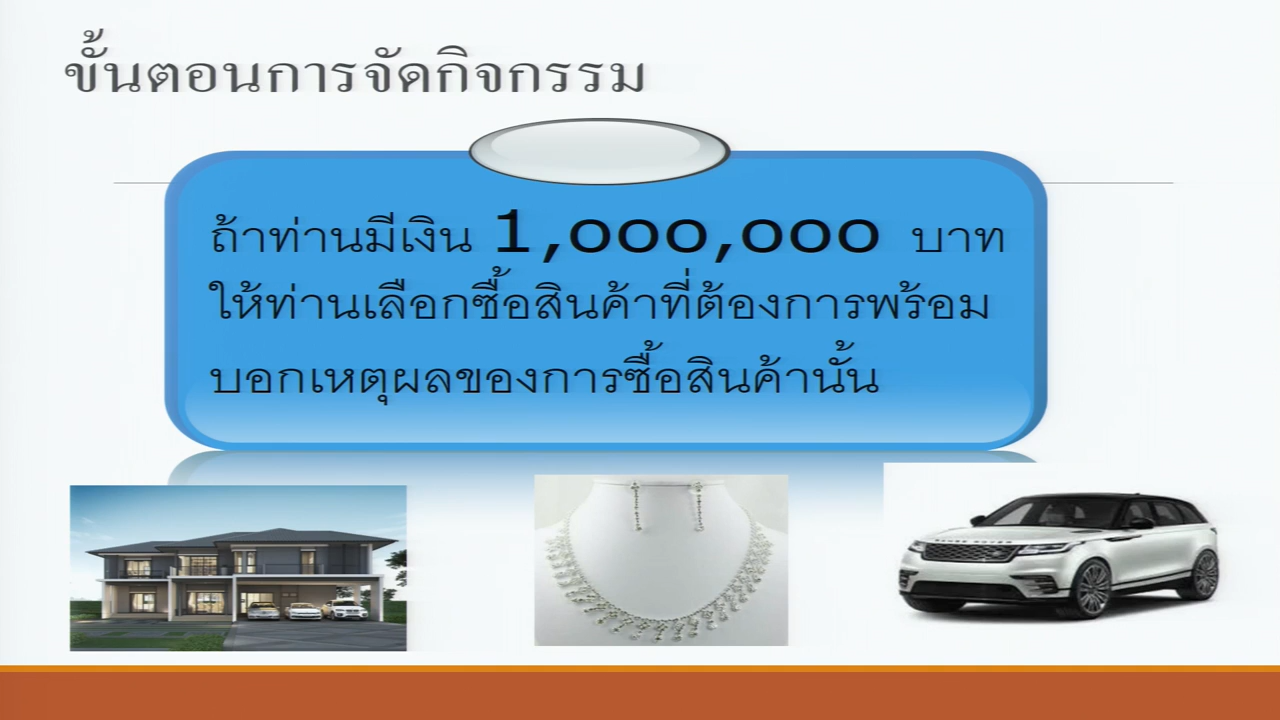 ขั้นตอนการจัดกิจกรรม
ถ้าท่านมีเงิน 1,000,000 บาท
ให้ท่านเลือกซื้อสินค้าที่ต้องการพร้อม
บอกเหตุผลของการซื้อสินค้านั้น
RANGE ROVER